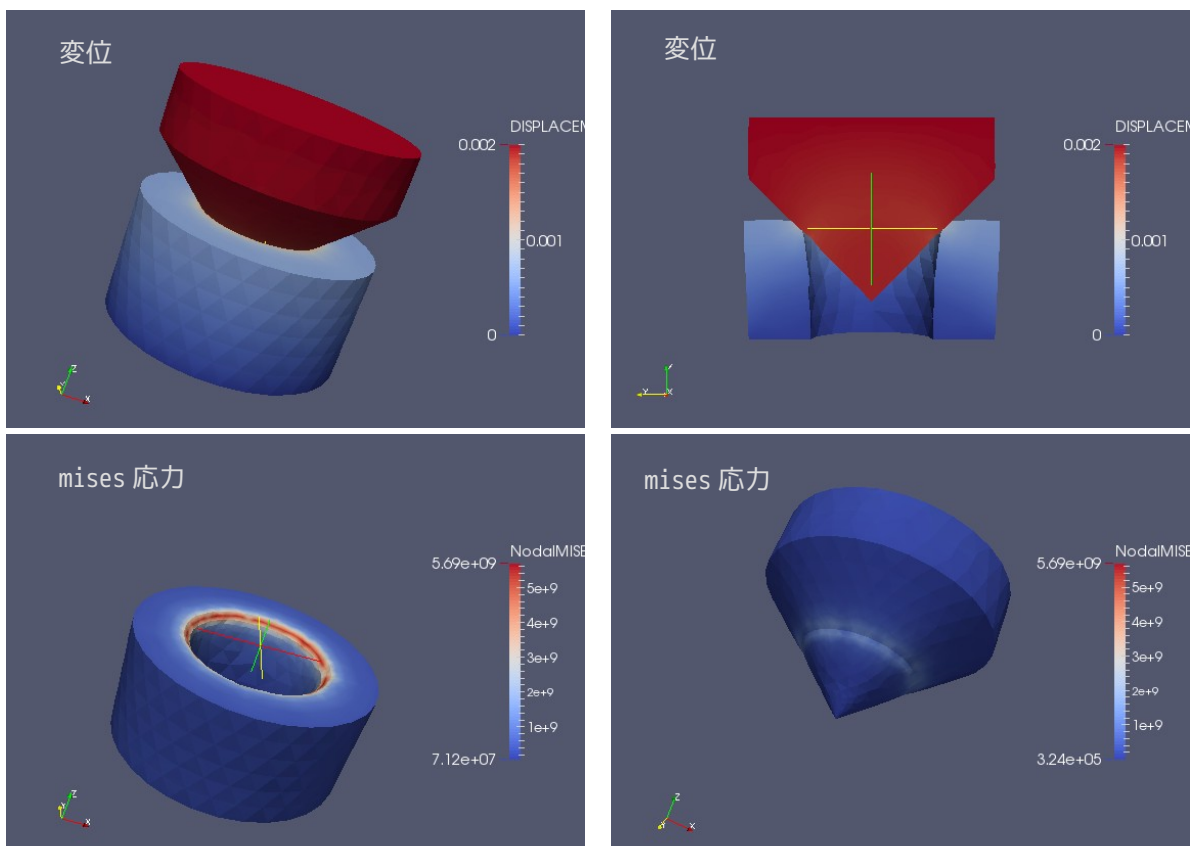 変位
DISPLACEM
0.002
0.001
0
Z
Y
X
変位
DISPLACEM
0.002
0.001
0
Y
X
mises 応力
NodalMISE
5.69e+09
5e+9
4e+9
3e+9
2e+9
1e+9
7.12e+07
Z
Y
X
mises 応力
NodalMISE
5.69e+09
5e+9
4e+9
3e+9
2e+9
1e+9
3.24e+05
Z
Y
X